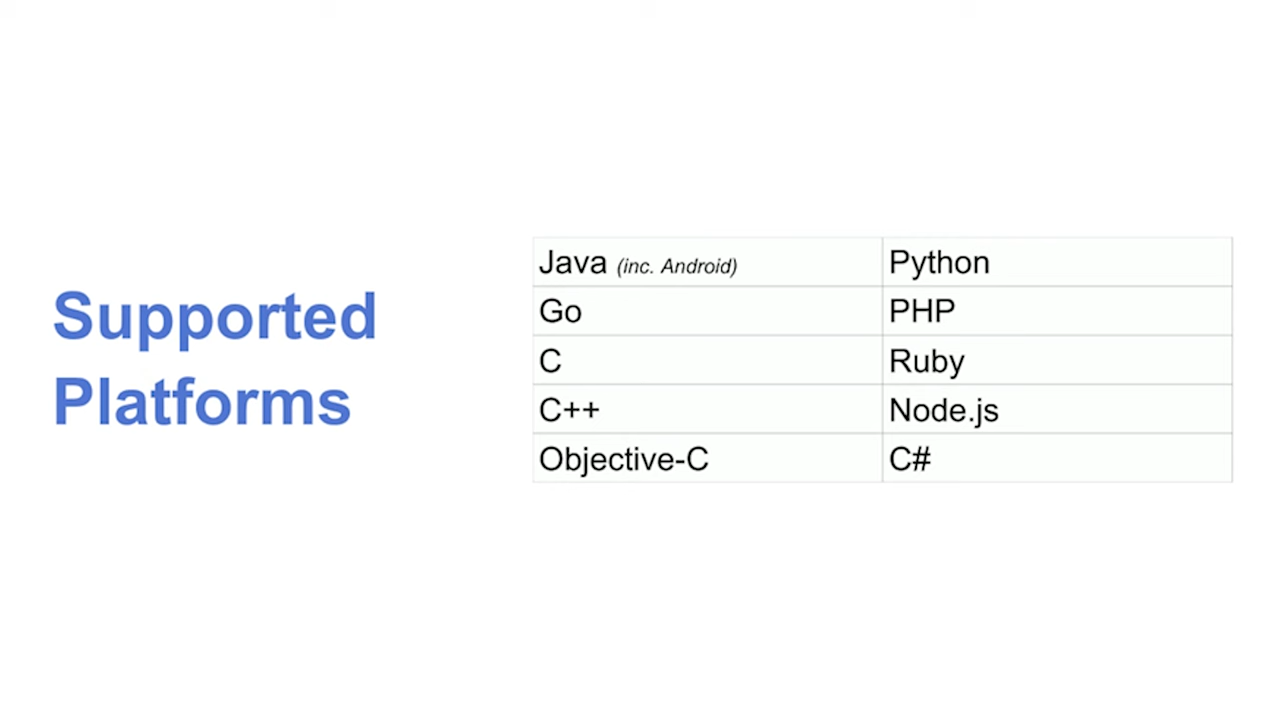 Supported
Platforms
Java (inc. Android) Python
Go PHP
C Ruby
C++ Node.js
Objective-C C#